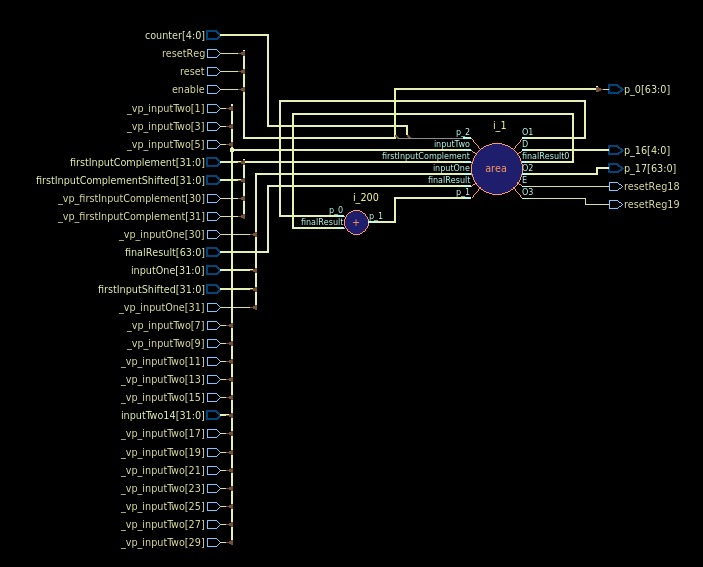 counter[4:0]
resetReg
reset
enable
_vp_inputTwo[1]
_vp_inputTwo[3]
_vp_inputTwo[5]
firstInputComplement[31:0]
firstInputComplementShifted[31:0]
_vp_firstInputComplement[30]
_vp_firstInputComplement[31]
_vp_inputOne[30]
finalResult[63:0]
inputOne[31:0]
firstInputShifted[31:0]
_vp_inputOne[31]
_vp_inputTwo[7]
_vp_inputTwo[9]
_vp_inputTwo[11]
_vp_inputTwo[13]
_vp_inputTwo[15]
inputTwo14[31:0]
_vp_inputTwo[17]
_vp_inputTwo[19]
_vp_inputTwo[21]
_vp_inputTwo[23]
_vp_inputTwo[25]
_vp_inputTwo[27]
_vp_inputTwo[29]
i_200
p_0
finalResult
+
p_1
i_1
p_2
inputTwo
firstInputComplement
inputOne
finalResult
p_1
area
O1
D
finalResult0
O2
E
O3
p_0[63:0]
p_16[4:0]
p_17[63:0]
resetReg18
resetReg19